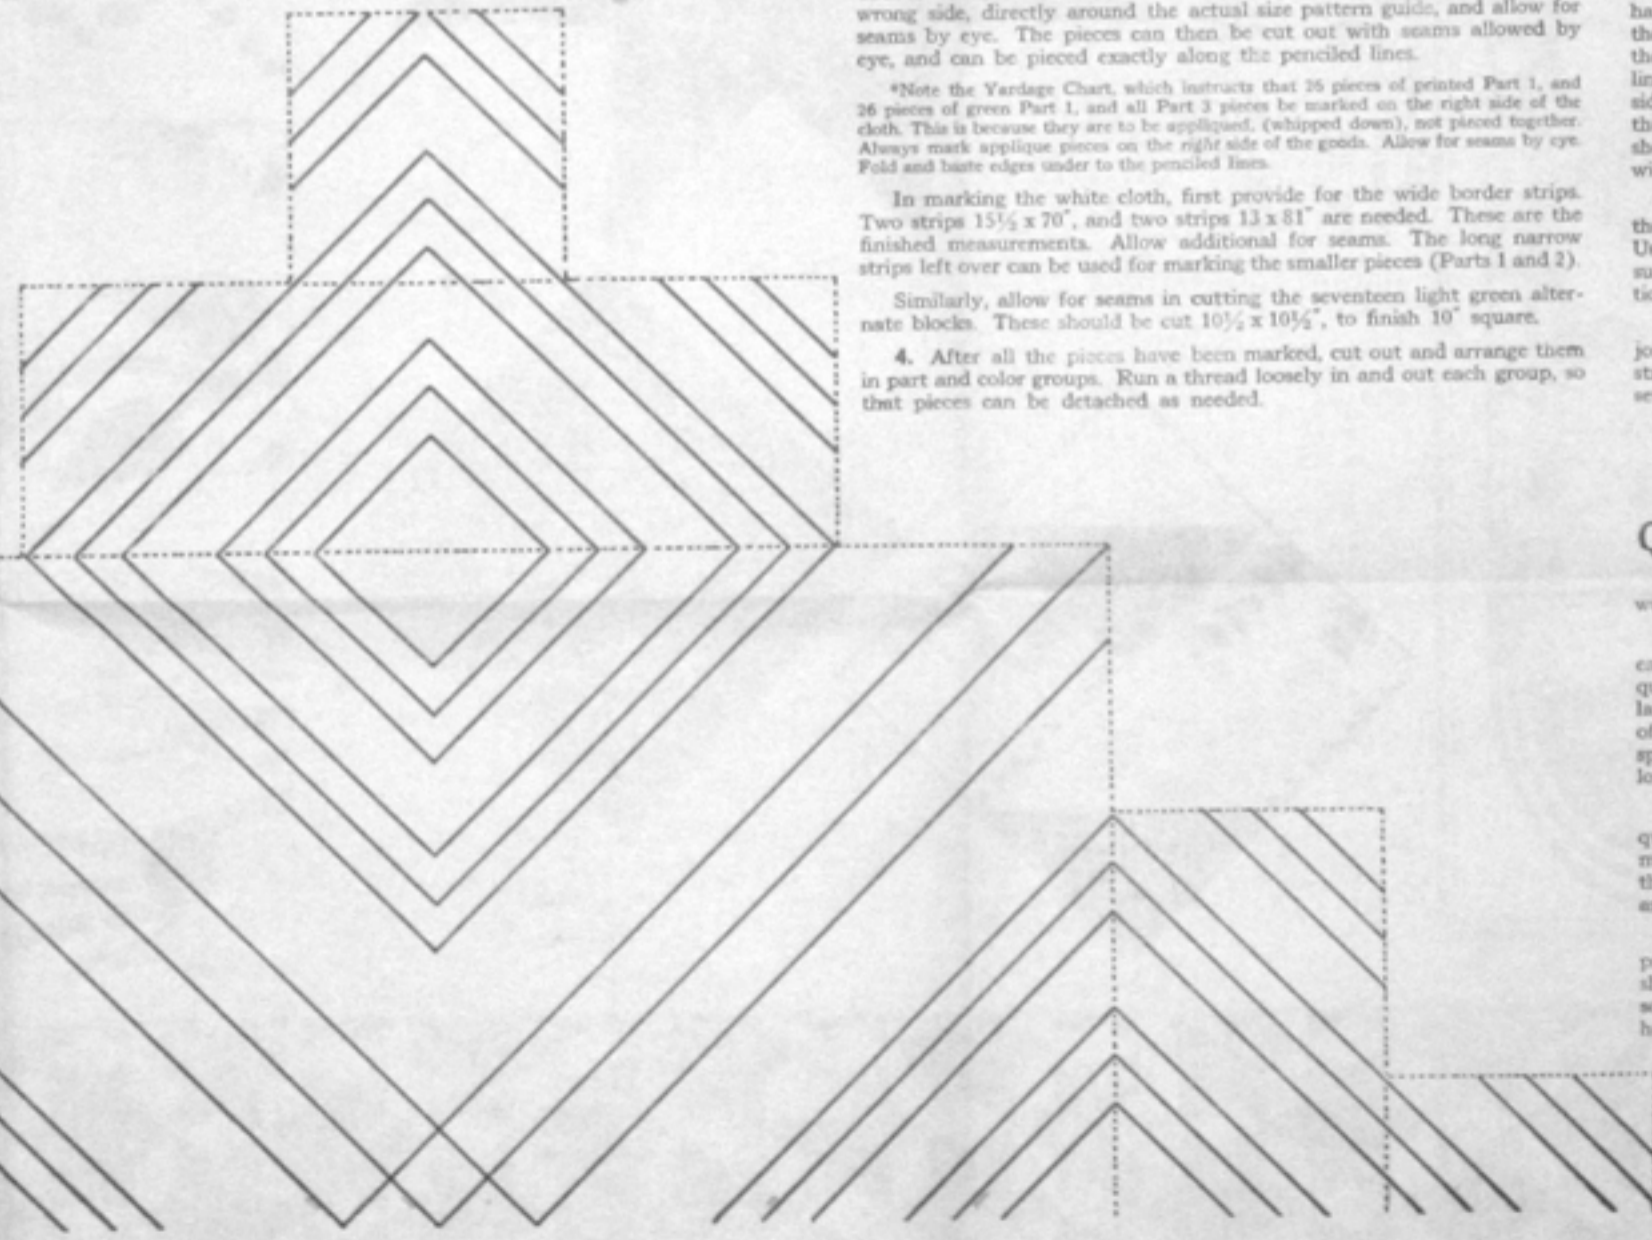 wrong side, directly around the actual size pattern guide, and allow for
seams by eye. The pieces can then be cut out with seams allowed by
eye, and can be pieced exactly along the penciled lines.
*Note the Yardage Chart, which instructs that 26 pieces of printed Part 1, and
26 pieces of green Part 1, and all Part 3 pieces be marked on the right side of the
cloth. This is because they are to be appliqued, (whipped down), not pieced together.
Always mark applique pieces on the right side of the goods. Allow for seams by eye.
Fold and baste edges under to the penciled lines.
In marking the white cloth, first provide for the wide border strips.
Two strips 15½ x 70", and two strips 13 x 81" are needed. These are the
finished measurements. Allow additional for seams. The long narrow
strips left over can be used for marking the smaller pieces (Parts 1 and 2).
Similarly, allow for seams in cutting the seventeen light green alter-
nate blocks. These should be cut 10½ x 10½", to finish 10" square.
4. After all the pieces have been marked, cut out and arrange them
in part and color groups. Run a thread loosely in and out each group, so
that pieces can be detached as needed.